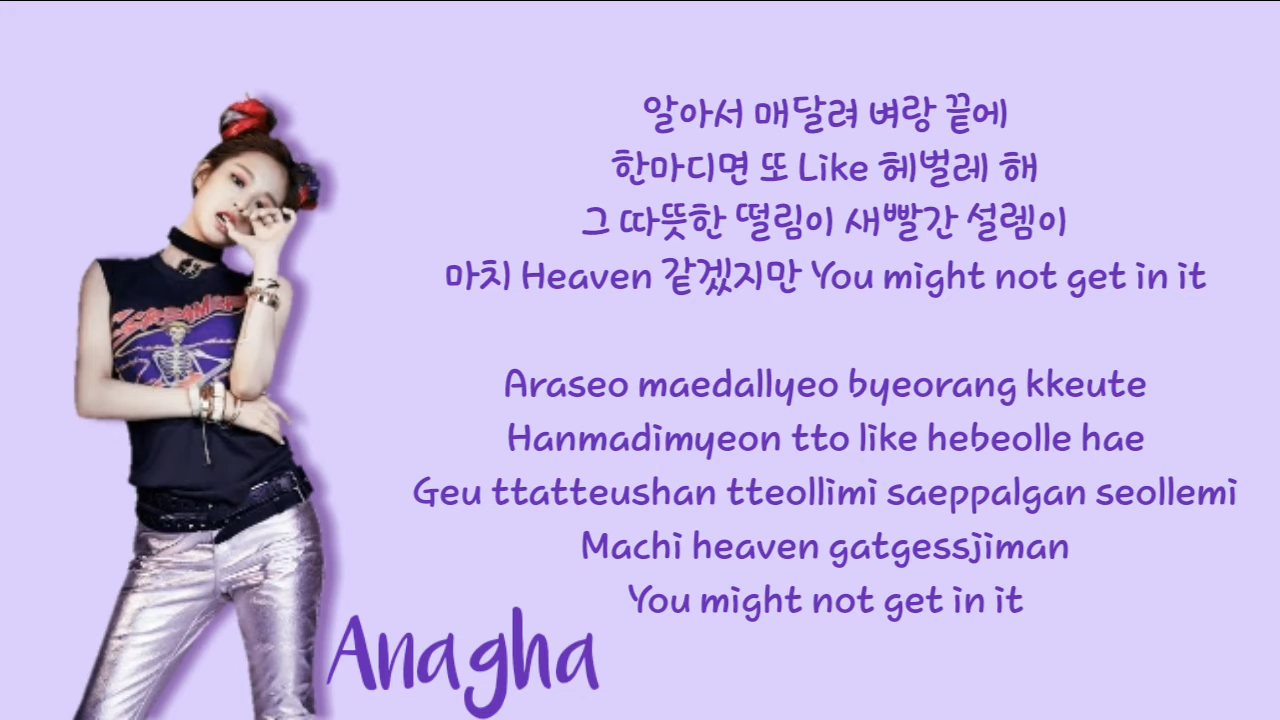 알아서 매달려 벼랑 끝에
한마디면 또 Like 헤벌레 해
그 따뜻한 떨림이 새빨간 설렘이
마치 Heaven 같겠지만 You might not get in it
Araseo maedallyeo byeorang kkeute
Hanmadimyeon tto like hebeolle hae
Geu ttatteushan tteollimi saeppalgan seollemi
Machi heaven gatgessjiman
You might not get in it
Anagha